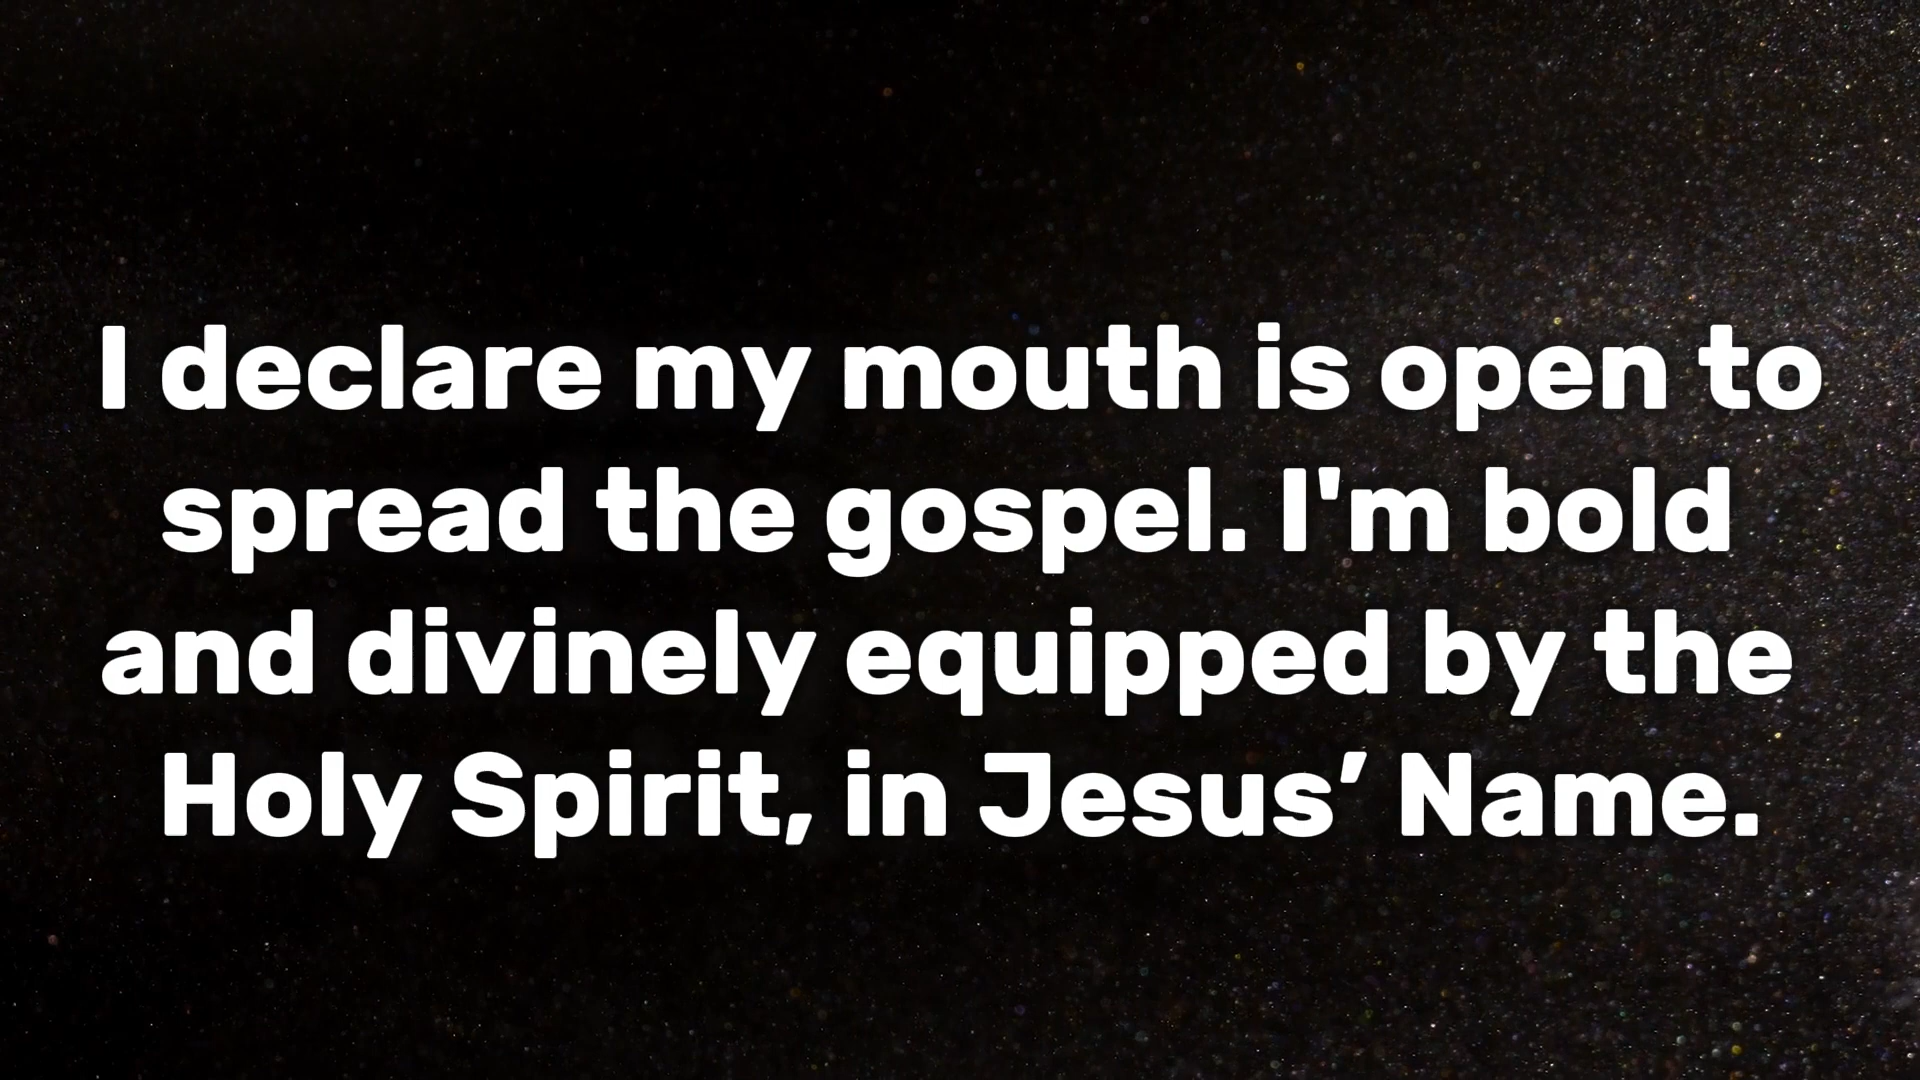 I declare my mouth is open to
spread the gospel. I'm bold
and divinely equipped by the
Holy Spirit, in Jesus’ Name.